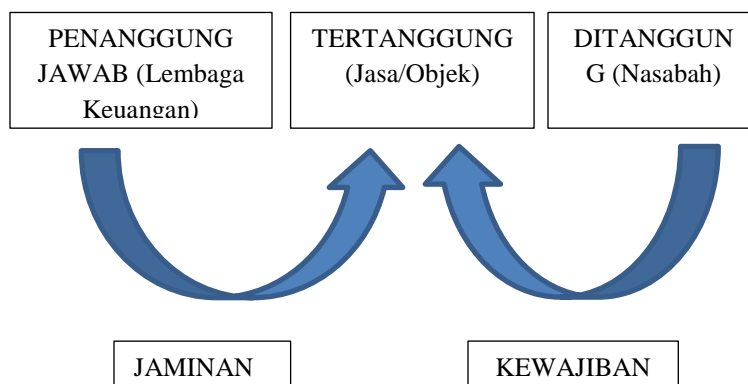 PENANGGUNG
JAWAB (Lembaga
Keuangan)
TERTANGGUNG
(Jasa/Objek)
DITANGGUN
G (Nasabah)
JAMINAN
KEWAJIBAN